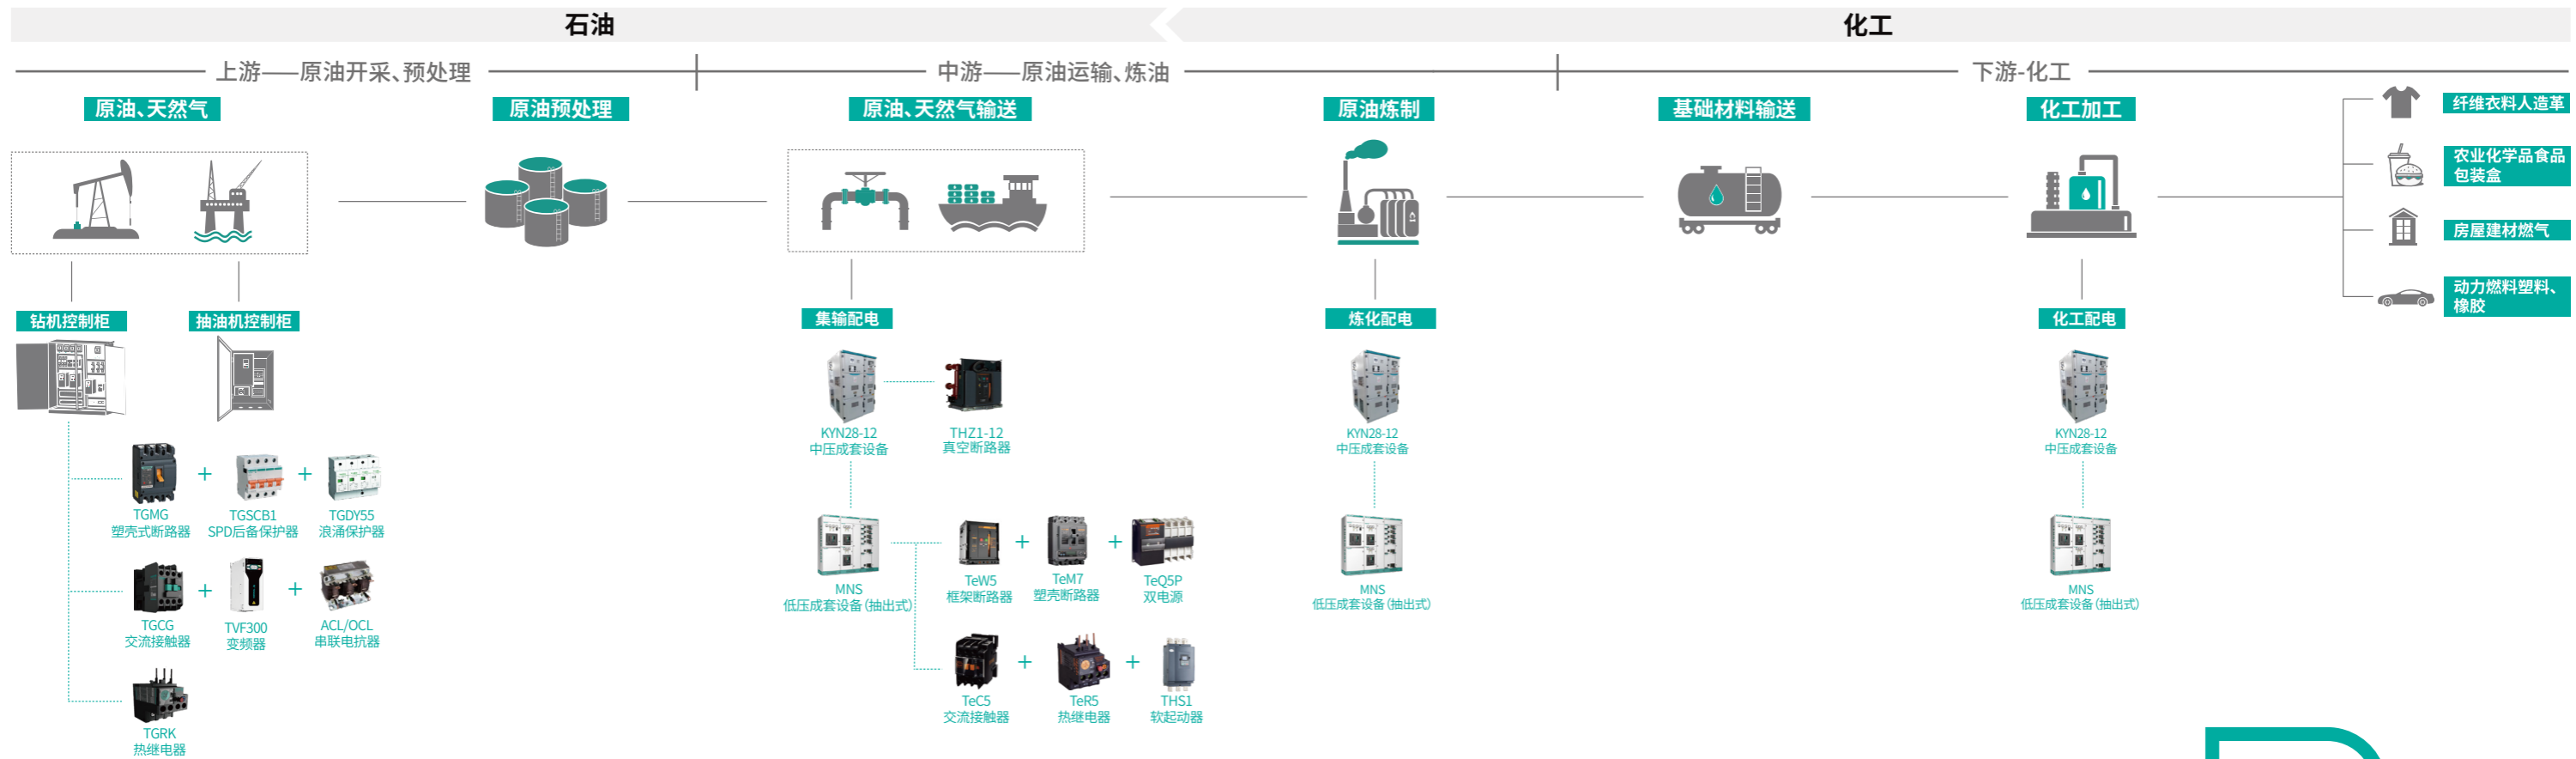 石油
化工
上游——原油开采、预处理
中游——原油运输、炼油
下游-化工
原油、天然气
原油预处理
原油、天然气输送
原油炼制
基础材料输送
化工加工
纤维衣料人造革
农业化学品食品
包装盒
房屋建材燃气
动力燃料塑料、
橡胶
钻机控制柜
抽油机控制柜
集输配电
炼化配电
化工配电
TGMG
塑壳式断路器
+
TGSCB1
SPD后备保护器
+
TGDY55
浪涌保护器
TGCG
交流接触器
+
TVF300
变频器
+
ACL/OCL
串联电抗器
TGRK
热继电器
KYN28-12
中压成套设备
THZ1-12
真空断路器
MNS
低压成套设备(抽出式)
TeW5
框架断路器
+
TeM7
塑壳断路器
+
TeQ5P
双电源
TeC5
交流接触器
+
TeR5
热继电器
+
THS1
软起动器
KYN28-12
中压成套设备
MNS
低压成套设备(抽出式)
KYN28-12
中压成套设备
MNS
低压成套设备(抽出式)